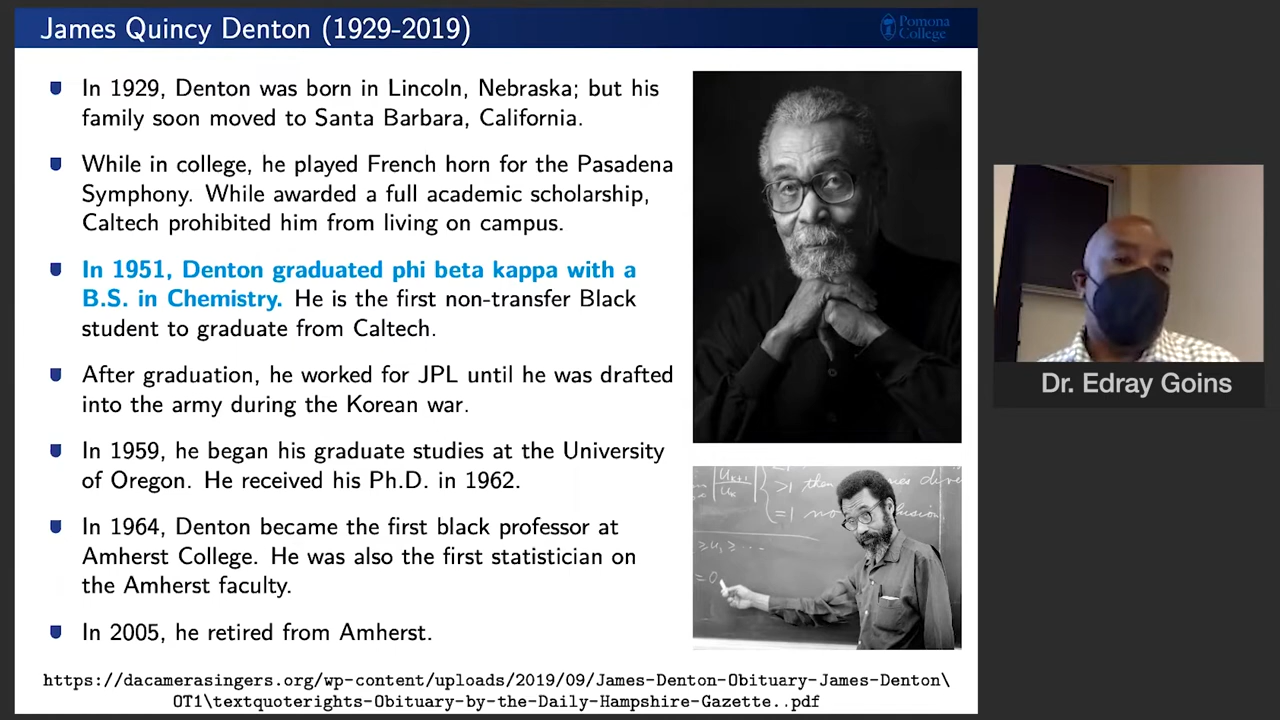 James Quincy Denton (1929-2019)
Pomona
College
In 1929, Denton was born in Lincoln, Nebraska; but his
family soon moved to Santa Barbara, California.
While in college, he played French horn for the Pasadena
Symphony. While awarded a full academic scholarship,
Caltech prohibited him from living on campus.
In 1951, Denton graduated phi beta kappa with a
B.S. in Chemistry. He is the first non-transfer Black
student to graduate from Caltech.
After graduation, he worked for JPL until he was drafted
into the army during the Korean war.
In 1959, he began his graduate studies at the University
of Oregon. He received his Ph.D. in 1962.
In 1964, Denton became the first black professor at
Amherst College. He was also the first statistician on
the Amherst faculty.
In 2005, he retired from Amherst.
https://dacamerasingers.org/wp-content/uploads/2019/09/James-Denton-Obituary-James-Denton\
OT1\textquoterights-Obituary-by-the-Daily-Hampshire-Gazette..pdf
>1 then
=1 no
= 0
Dr. Edray Goins